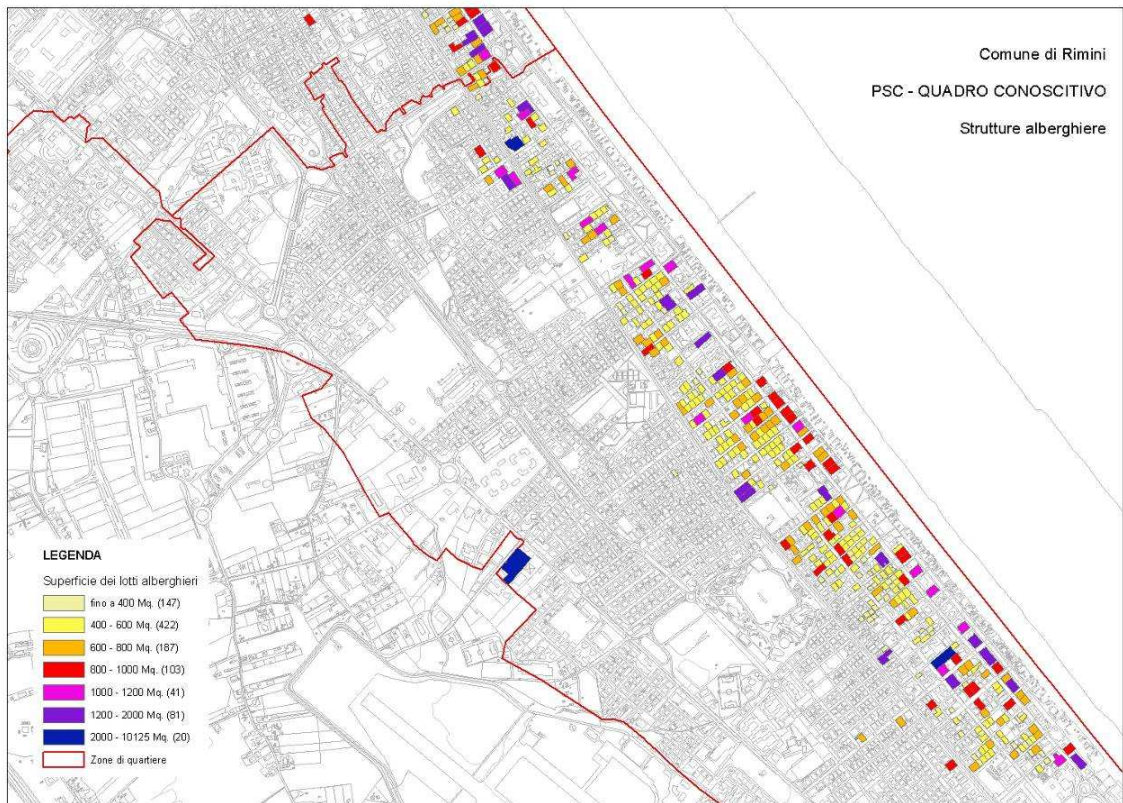 Comune di Rimini
PSC - QUADRO CONOSCITIVO
Strutture alberghiere
LEGENDA
Superficie dei lotti alberghieri
fino a 400 Mq. (147)
400 - 600 Mq. (422)
600 - 800 Mq. (187)
800 - 1000 Mq. (103)
1000 - 1200 Mq. (41)
1200 - 2000 Mq. (81)
2000 - 10125 Mq. (20)
Zone di quartiere